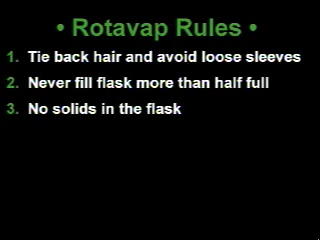 • Rotavap Rules •
1. Tie back hair and avoid loose sleeves
2. Never fill flask more than half full
3. No solids in the flask